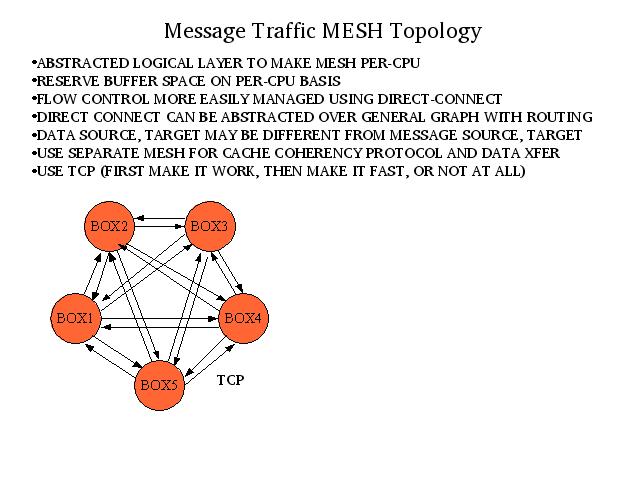 Message Traffic MESH Topology
•ABSTRACTED LOGICAL LAYER TO MAKE MESH PER-CPU
•RESERVE BUFFER SPACE ON PER-CPU BASIS
•FLOW CONTROL MORE EASILY MANAGED USING DIRECT-CONNECT
•DIRECT CONNECT CAN BE ABSTRACTED OVER GENERAL GRAPH WITH ROUTING
•DATA SOURCE, TARGET MAY BE DIFFERENT FROM MESSAGE SOURCE, TARGET
•USE SEPARATE MESH FOR CACHE COHERENCY PROTOCOL AND DATA XFER
•USE TCP (FIRST MAKE IT WORK, THEN MAKE IT FAST, OR NOT AT ALL)
BOX2
BOX3
BOX1
BOX4
BOX5
TCP